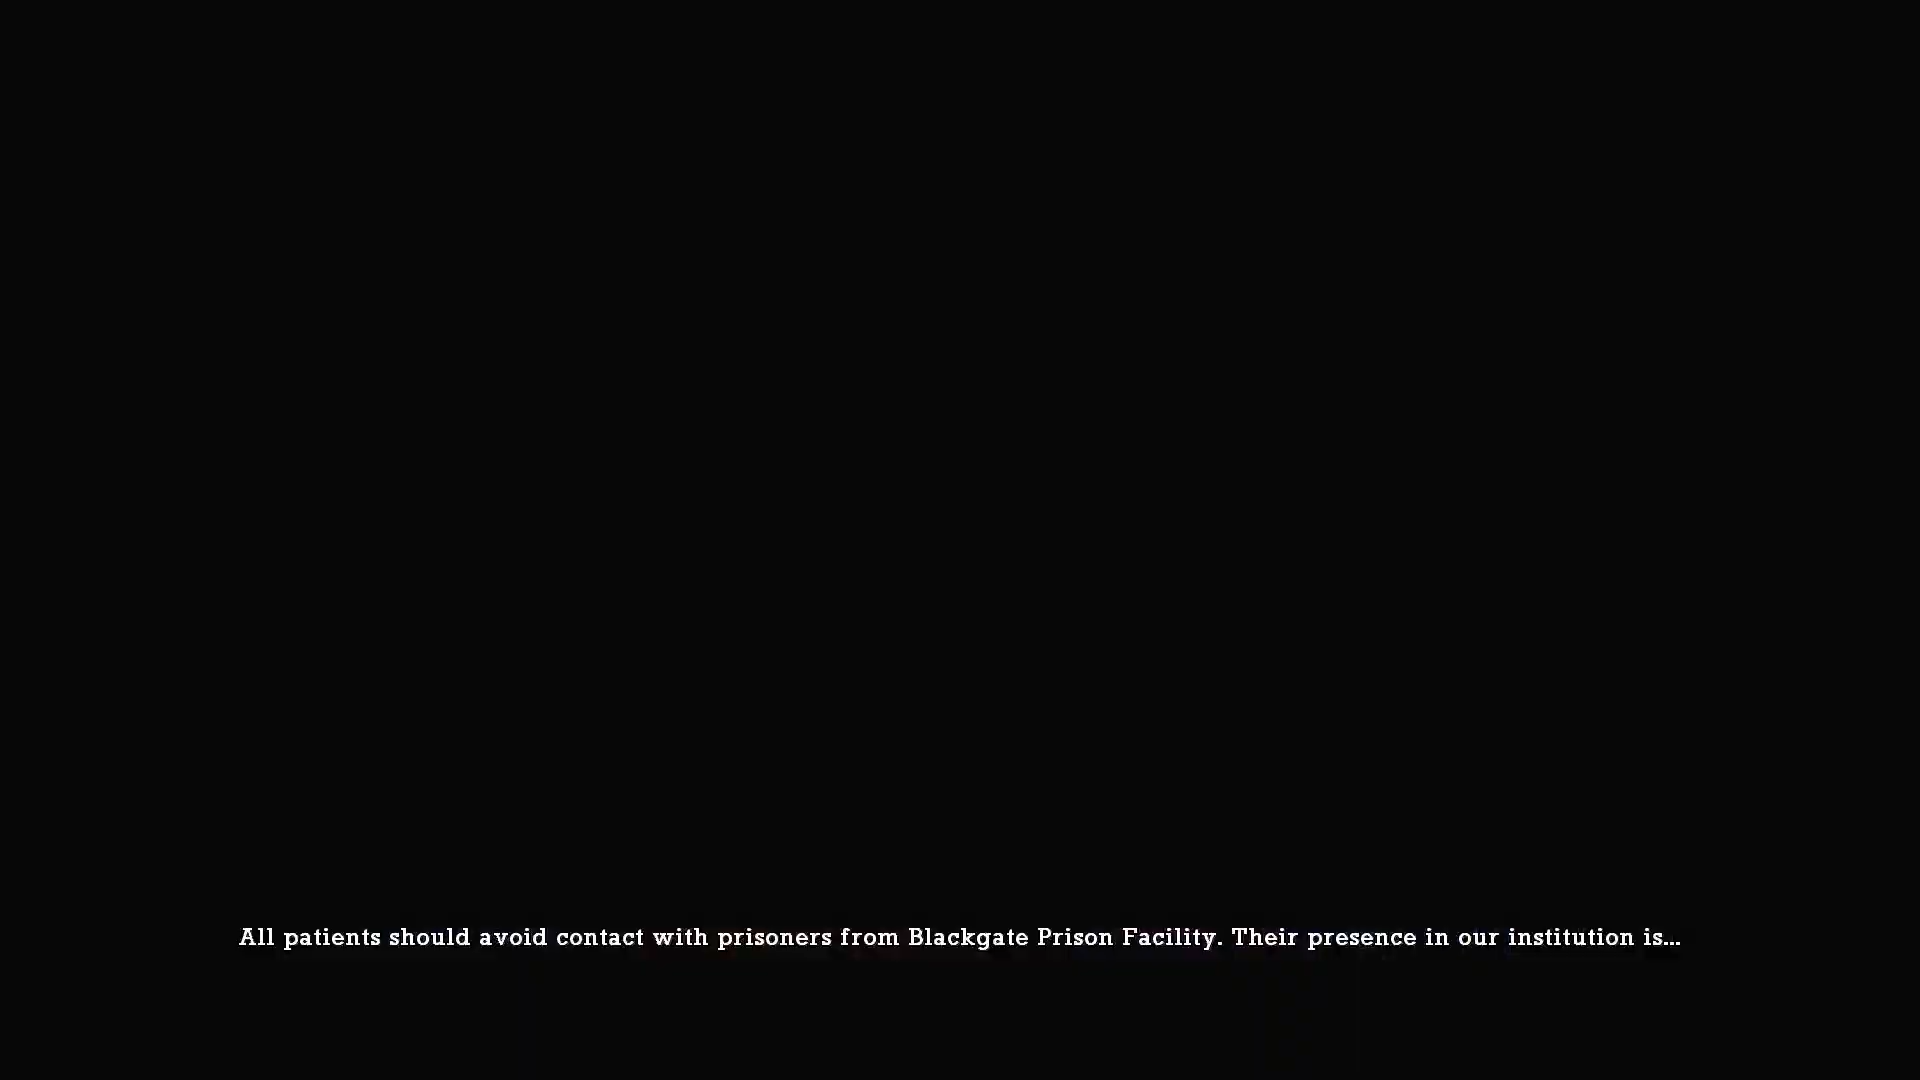 All patients should avoid contact with prisoners from Blackgate Prison Facility. Their presence in our institution is...